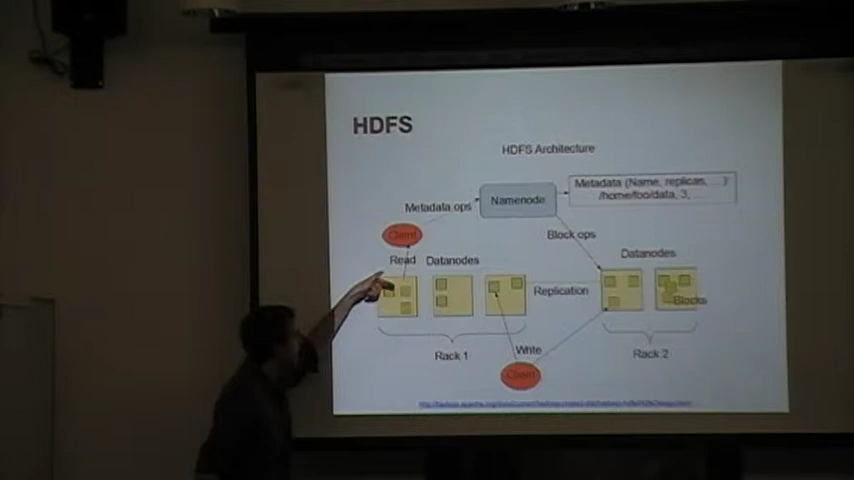 HDFS
HDFS Architecture
Metadata (Name, replicas, ...)
/home/foo/data, 3, ...
Namenode
Metadata ops
Client
Block ops
Read
Datanodes
Datanodes
Replication
Blocks
Write
Rack 1
Rack 2
Client